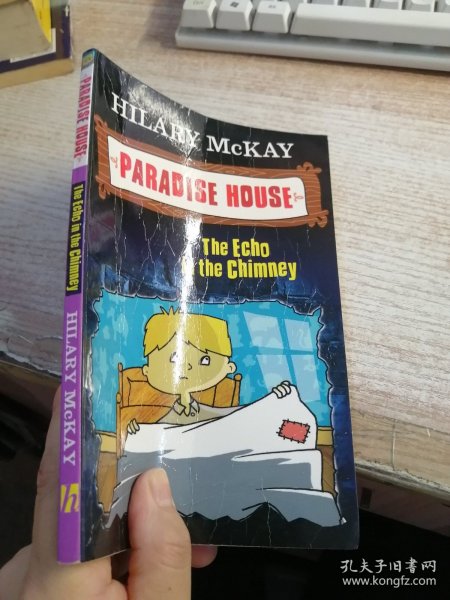 HILARY McKAY
PARADISE HOUSE
The Echo
the Chimney
PARADISE HOUSE
The Echo in the Chimney
HILARY McKAY
h
孔夫子旧书网
www.kongfz.com